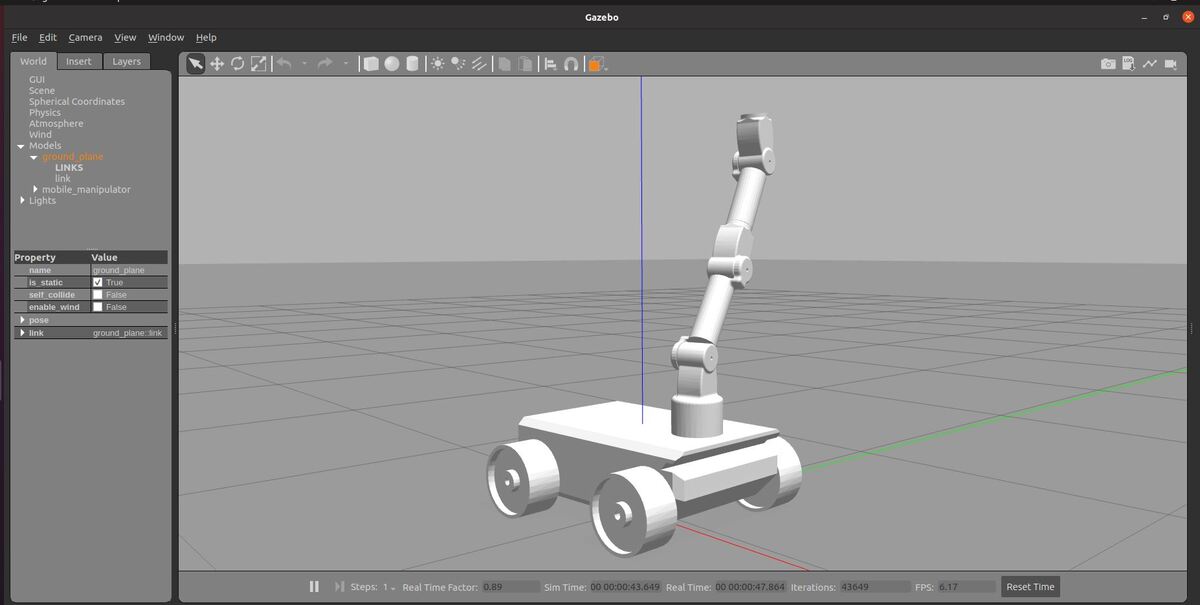 Gazebo
File Edit Camera View Window Help
World Insert Layers
GUI
Scene
Spherical Coordinates
Physics
Atmosphere
Wind
Models
ground_plane
LINKS
link
mobile_manipulator
Lights
Property Value
name ground_plane
is_static True
self_collide False
enable_wind False
pose
link ground_plane::link
LOG
Steps: 1 Real Time Factor: 0.89 Sim Time: 00 00:00:43.649 Real Time: 00 00:00:47.864 Iterations: 43649 FPS: 6.17 Reset Time